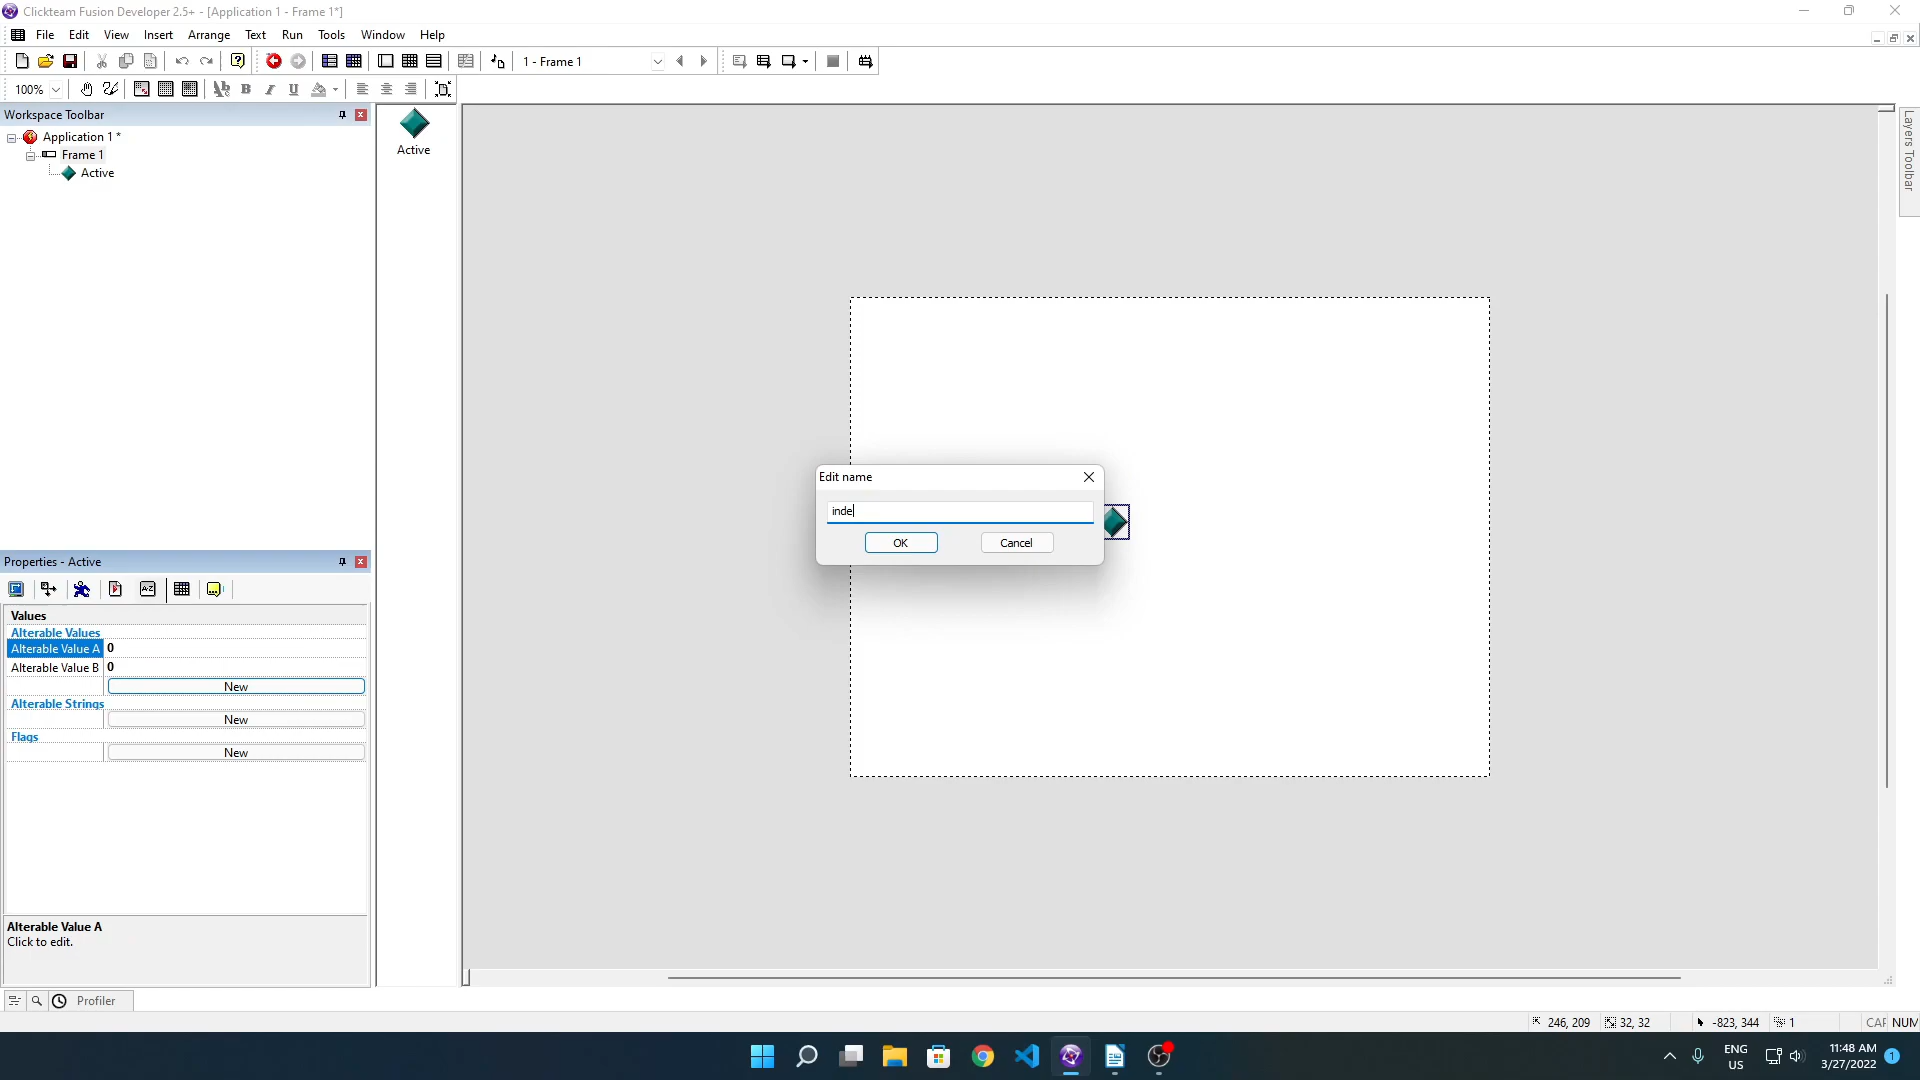 Clickteam Fusion Developer 2.5+ - [Application 1 - Frame 1*]
File Edit View Insert Arrange Text Run Tools Window Help
1 - Frame 1
100%
Workspace Toolbar
Application 1 *
Frame 1
Active
Active
Layers Toolbar
Edit name
inde
OK Cancel
Properties - Active
Values
Alterable Values
Alterable Value A 0
Alterable Value B 0
New
Alterable Strings
New
Flags
New
Alterable Value A
Click to edit.
Profiler
246, 209 32, 32 -823, 344 1 CAP NUM
ENG
US
11:48 AM
3/27/2022
1